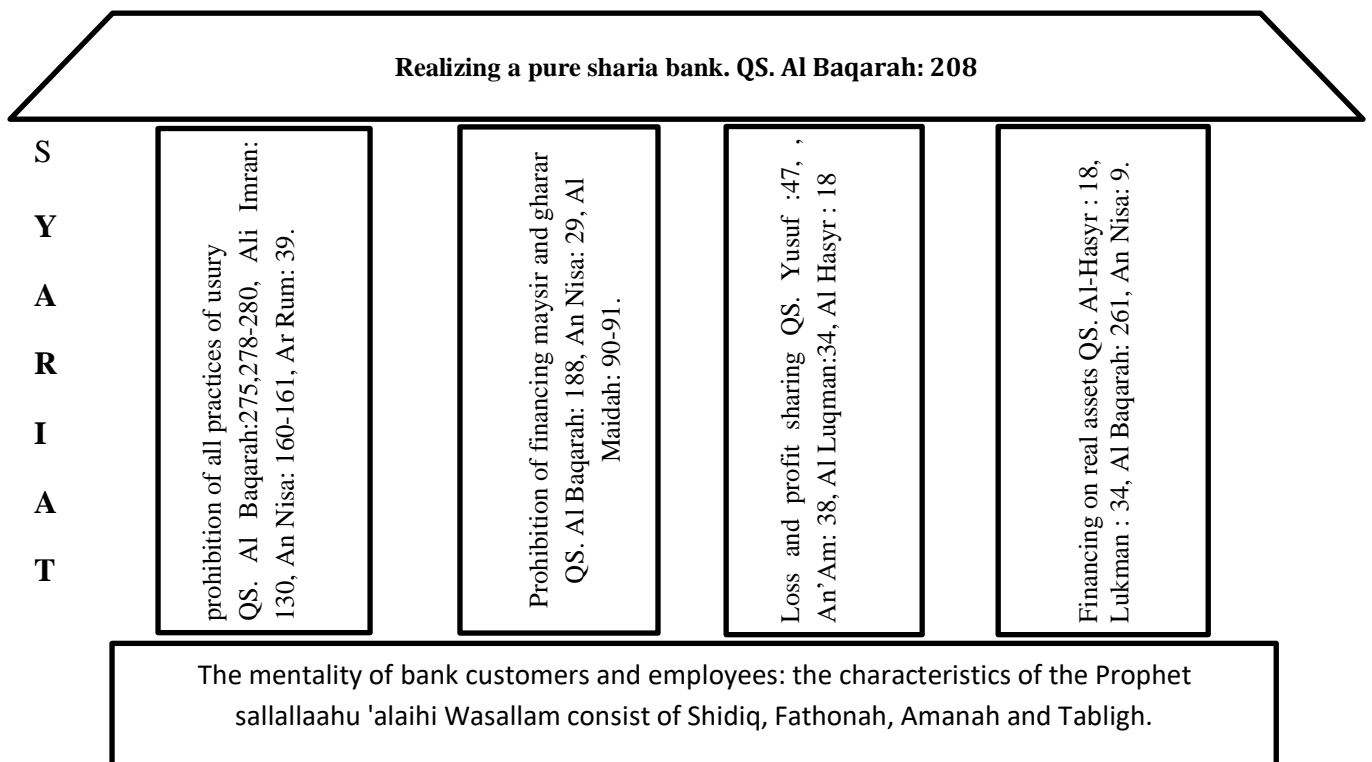 Realizing a pure sharia bank. QS. Al Baqarah: 208
S
Y
A
R
I
A
T
prohibition of all practices of usury
QS. Al Baqarah:275,278-280, Ali Imran:
130, An Nisa: 160-161, Ar Rum: 39.
Prohibition of financing maysir and gharar
QS. Al Baqarah: 188, An Nisa: 29, Al
Maidah: 90-91.
Loss and profit sharing QS. Yusuf :47, ,
An’Am: 38, Al Luqman:34, Al Hasyr : 18
Financing on real assets QS. Al-Hasyr : 18,
Lukman : 34, Al Baqarah: 261, An Nisa: 9.
The mentality of bank customers and employees: the characteristics of the Prophet
sallallaahu 'alaihi Wasallam consist of Shidiq, Fathonah, Amanah and Tabligh.